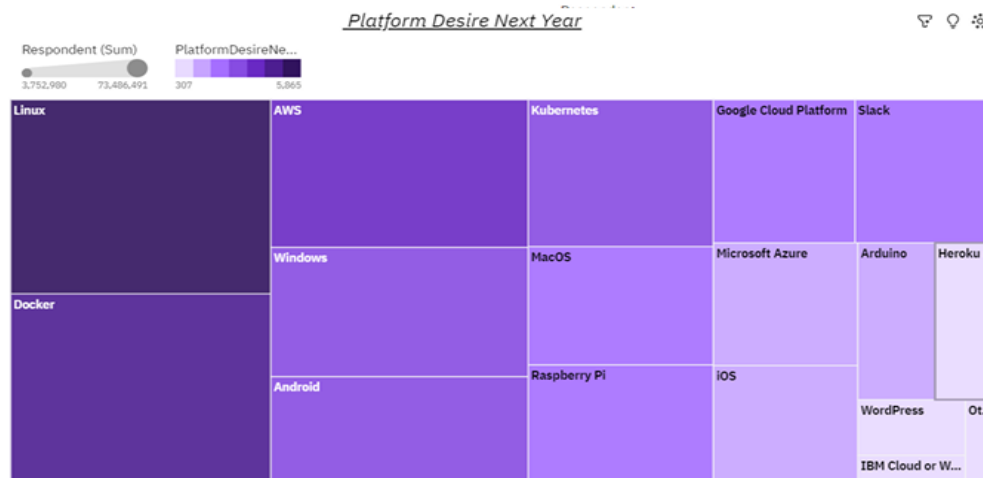 Platform Desire Next Year
Respondent (Sum)
3,752,980 73,486,491
PlatformDesireNe...
307 5,865
Linux
AWS
Kubernetes
Google Cloud Platform
Slack
Windows
MacOS
Microsoft Azure
Arduino
Heroku
Docker
Android
Raspberry Pi
iOS
WordPress
Ot.
IBM Cloud or W...